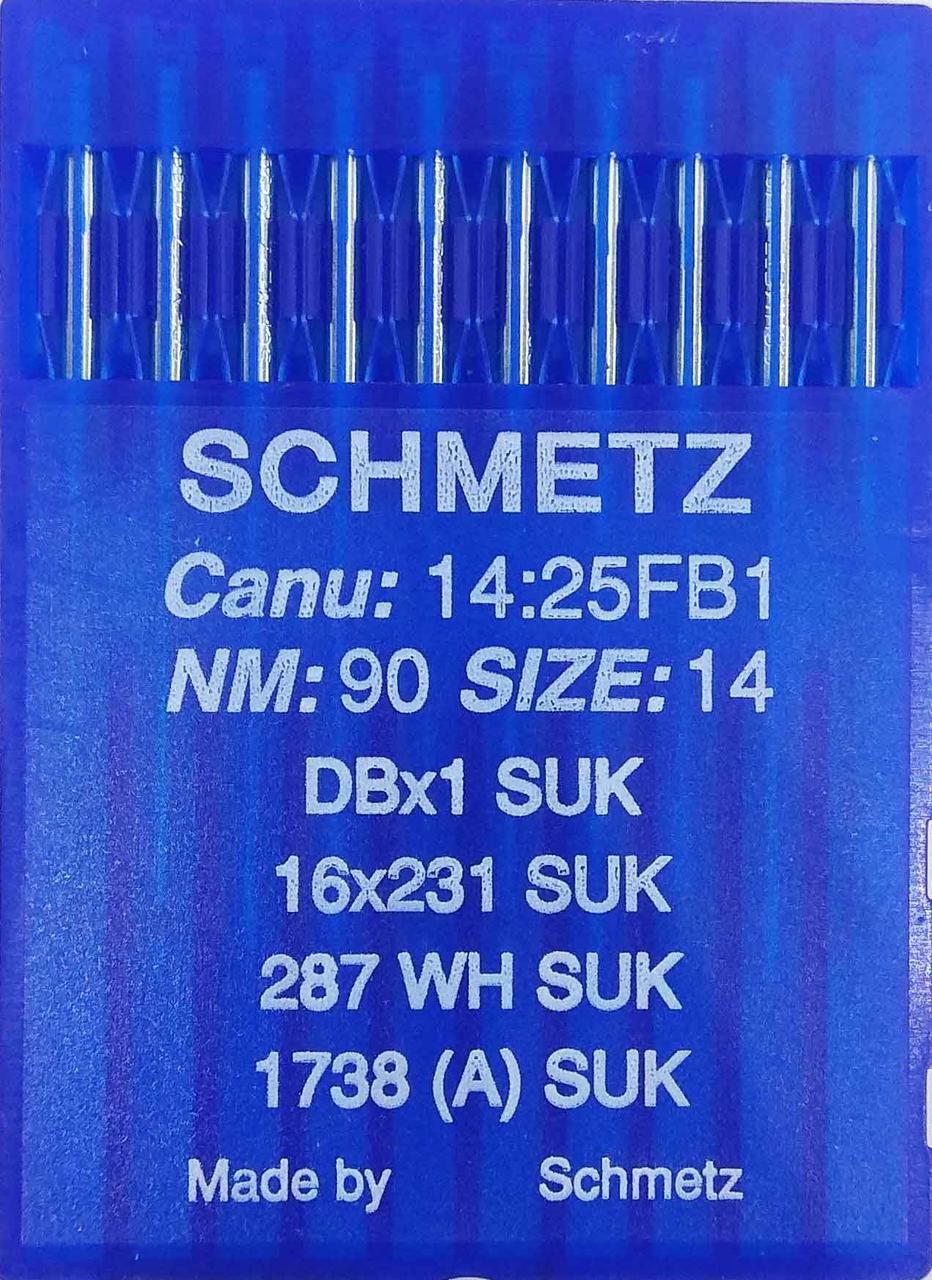 SCHMETZ
Canu: 14:25FB1
NM: 90 SIZE: 14
DBx1 SUK
16x231 SUK
287 WH SUK
1738 (A) SUK
Made by Schmetz